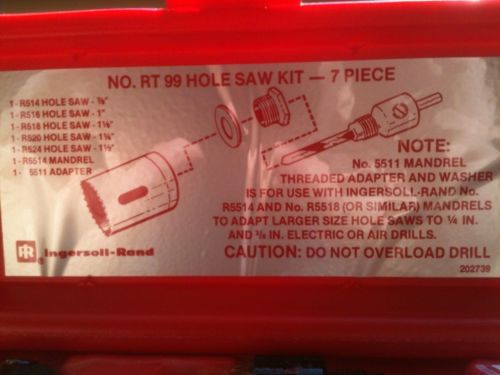 NO. RT 99 HOLE SAW KIT — 7 PIECE
1 - R514 HOLE SAW - ⅞"
1 - R516 HOLE SAW - 1"
1 - R518 HOLE SAW - 1⅛"
1 - R520 HOLE SAW - 1¼"
1 - R524 HOLE SAW - 1½"
1 - R5514 MANDREL
1 - 5511 ADAPTER
NOTE:
No. 5511 MANDREL
THREADED ADAPTER AND WASHER
IS FOR USE WITH INGERSOLL-RAND No.
R5514 AND No. R5518 (OR SIMILAR) MANDRELS
TO ADAPT LARGER SIZE HOLE SAWS TO ¼ IN.
AND ⅜ IN. ELECTRIC OR AIR DRILLS.
CAUTION: DO NOT OVERLOAD DRILL
202739
IR® Ingersoll-Rand